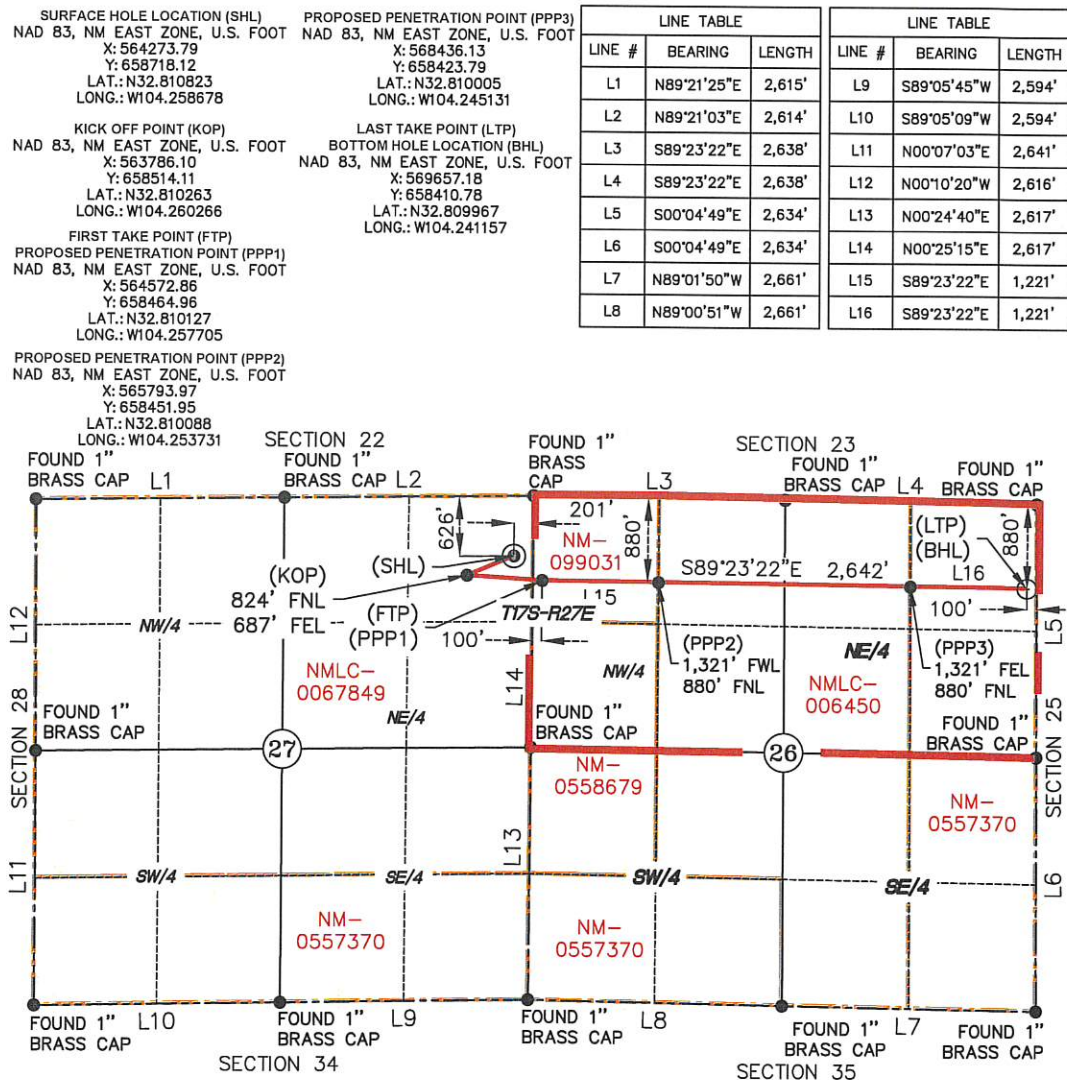 SURFACE HOLE LOCATION (SHL)
NAD 83, NM EAST ZONE, U.S. FOOT
X: 564273.79
Y: 658718.12
LAT.: N32.810823
LONG.: W104.258678
KICK OFF POINT (KOP)
NAD 83, NM EAST ZONE, U.S. FOOT
X: 563786.10
Y: 658514.11
LAT.: N32.810263
LONG.: W104.260266
FIRST TAKE POINT (FTP)
PROPOSED PENETRATION POINT (PPP1)
NAD 83, NM EAST ZONE, U.S. FOOT
X: 564572.86
Y: 658464.96
LAT.: N32.810127
LONG.: W104.257705
PROPOSED PENETRATION POINT (PPP2)
NAD 83, NM EAST ZONE, U.S. FOOT
X: 565793.97
Y: 658451.95
LAT.: N32.810088
LONG.: W104.253731
PROPOSED PENETRATION POINT (PPP3)
NAD 83, NM EAST ZONE, U.S. FOOT
X: 568436.13
Y: 658423.79
LAT.: N32.810005
LONG.: W104.245131
LAST TAKE POINT (LTP)
BOTTOM HOLE LOCATION (BHL)
NAD 83, NM EAST ZONE, U.S. FOOT
X: 569657.18
Y: 658410.78
LAT.: N32.809967
LONG.: W104.241157
LINE TABLE
LINE # BEARING LENGTH
L1 N89°21'25"E 2,615'
L2 N89°21'03"E 2,614'
L3 S89°23'22"E 2,638'
L4 S89°23'22"E 2,638'
L5 S00°04'49"E 2,634'
L6 S00°04'49"E 2,634'
L7 N89°01'50"W 2,661'
L8 N89°00'51"W 2,661'
LINE TABLE
LINE # BEARING LENGTH
L9 S89°05'45"W 2,594'
L10 S89°05'09"W 2,594'
L11 N00°07'03"E 2,641'
L12 N00°10'20"W 2,616'
L13 N00°24'40"E 2,617'
L14 N00°25'15"E 2,617'
L15 S89°23'22"E 1,221'
L16 S89°23'22"E 1,221'
SECTION 22
SECTION 23
FOUND 1"
BRASS CAP
L1
FOUND 1"
BRASS CAP
L2
FOUND 1"
BRASS
CAP
L3
FOUND 1"
BRASS CAP
L4
FOUND 1"
BRASS CAP
626'
201'
880'
880'
(SHL)
NM-
099031
(LTP)
(BHL)
(KOP)
824' FNL
687' FEL
S89°23'22"E 2,642'
L16
L15
(FTP)
(PPP1)
100'
T17S-R27E
100'
L12
NW/4
L5
(PPP2)
1,321' FWL
880' FNL
NE/4
(PPP3)
1,321' FEL
880' FNL
NMLC-
0067849
L14
NW/4
NMLC-
006450
NE/4
SECTION 28
FOUND 1"
BRASS CAP
FOUND 1"
BRASS CAP
FOUND 1"
BRASS CAP
SECTION 25
27
26
NM-
0558679
NM-
0557370
L13
L11
SW/4
SE/4
SW/4
SE/4
L6
NM-
0557370
NM-
0557370
FOUND 1"
BRASS CAP
L10
FOUND 1"
BRASS CAP
L9
FOUND 1"
BRASS CAP
L8
FOUND 1"
BRASS CAP
L7
FOUND 1"
BRASS CAP
SECTION 34
SECTION 35